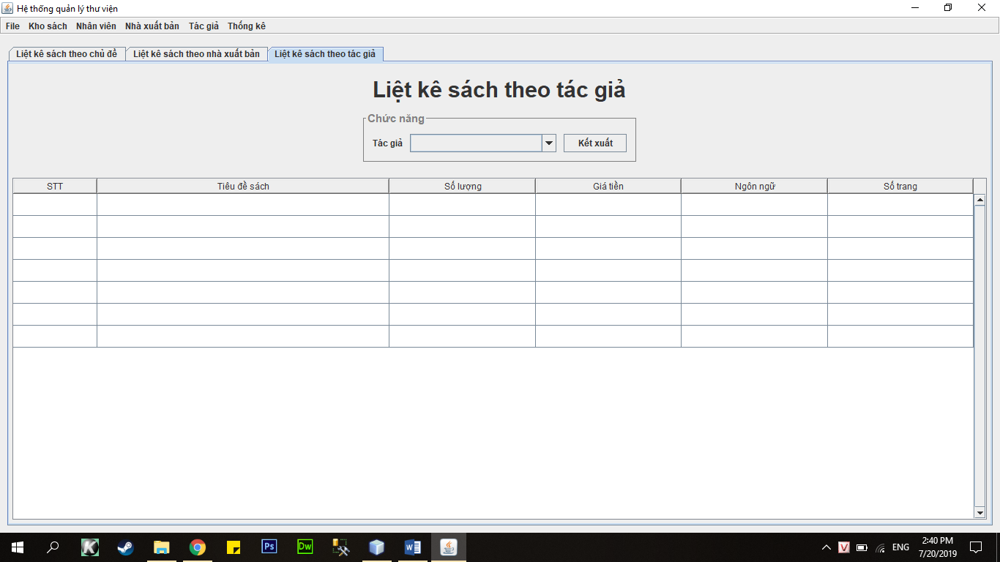 Hệ thống quản lý thư viện
File Kho sách Nhân viên Nhà xuất bản Tác giả Thống kê
Liệt kê sách theo chủ đề Liệt kê sách theo nhà xuất bản Liệt kê sách theo tác giả
Liệt kê sách theo tác giả
Chức năng
Tác giả Kết xuất
STT Tiêu đề sách Số lượng Giá tiền Ngôn ngữ Số trang
K Ps Dw W V ENG 2:40 PM
7/20/2019